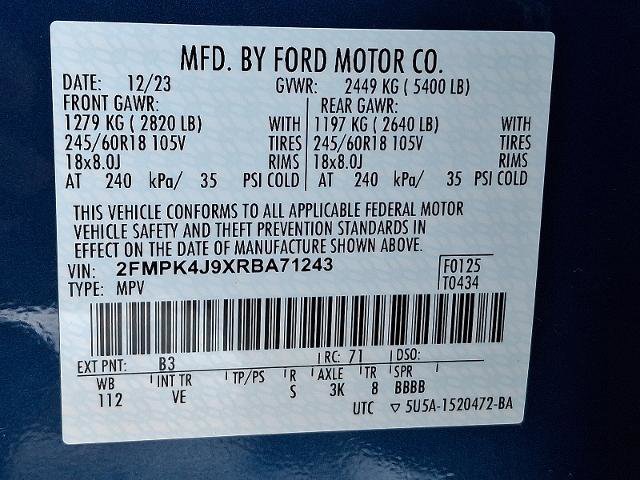 MFD. BY FORD MOTOR CO.
DATE: 12/23 GVWR: 2449 KG ( 5400 LB)
FRONT GAWR: REAR GAWR:
1279 KG ( 2820 LB) WITH 1197 KG ( 2640 LB) WITH
245/60R18 105V TIRES 245/60R18 105V TIRES
18x8.0J RIMS 18x8.0J RIMS
AT 240 kPa/ 35 PSI COLD AT 240 kPa/ 35 PSI COLD
THIS VEHICLE CONFORMS TO ALL APPLICABLE FEDERAL MOTOR
VEHICLE SAFETY AND THEFT PREVENTION STANDARDS IN
EFFECT ON THE DATE OF MANUFACTURE SHOWN ABOVE.
VIN: 2FMPK4J9XRBA71243 F0125
TYPE: MPV T0434
EXT PNT: B3 RC: 71 DSO:
WB INT TR TP/PS R AXLE TR SPR
112 VE S 3K 8 BBBB
UTC ▽ 5U5A-1520472-BA